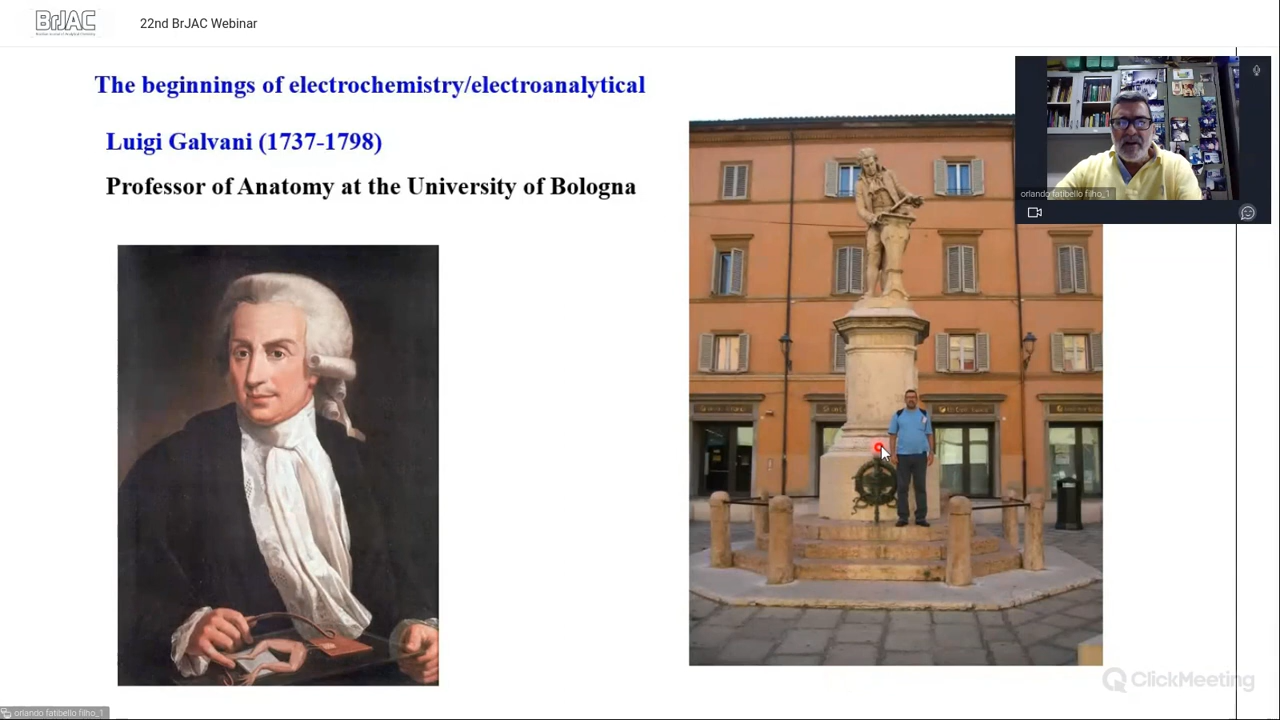 BrJAC
22nd BrJAC Webinar
The beginnings of electrochemistry/electroanalytical
Luigi Galvani (1737-1798)
Professor of Anatomy at the University of Bologna
orlando fatibello filho_1
ClickMeeting
orlando fatibello filho_1